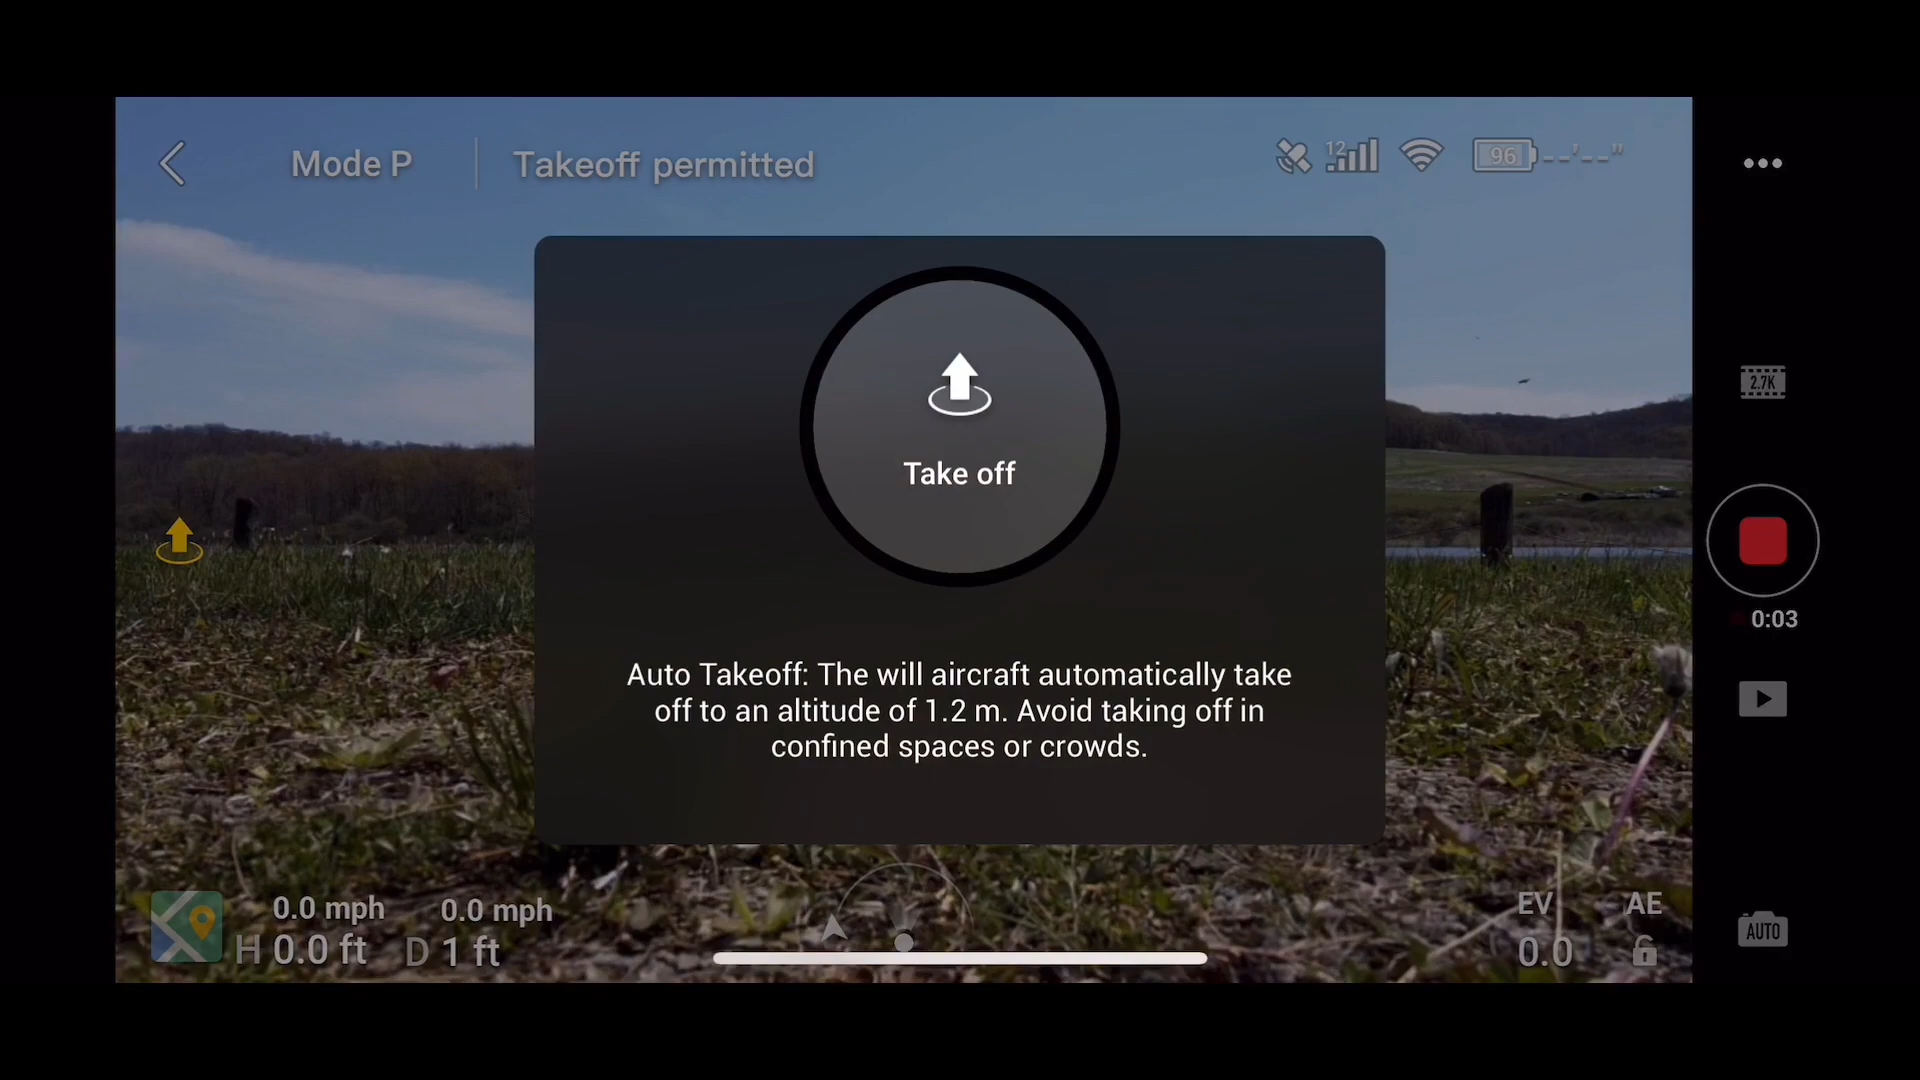 Mode P
Takeoff permitted
12
96
--'--"
Take off
2.7K
0:03
Auto Takeoff: The will aircraft automatically take
off to an altitude of 1.2 m. Avoid taking off in
confined spaces or crowds.
0.0 mph 0.0 mph
H 0.0 ft D 1 ft
EV AE
0.0
AUTO